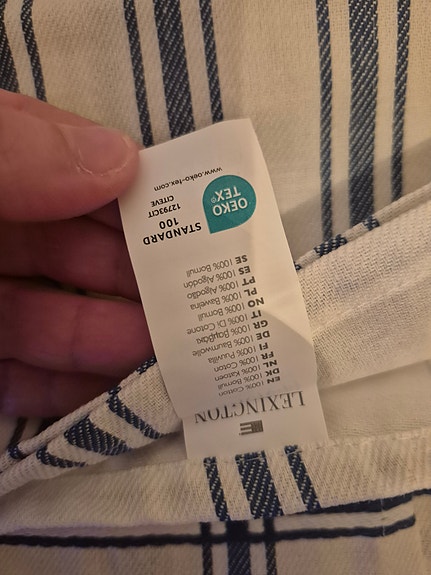 LEXINGTON
EN | 100% Cotton
DK | 100% Bomuld
NL | 100% Katoen
FR | 100% Coton
FI | 100% Puuvilla
DE | 100% Baumwolle
GR | 100% Βαμβάκι
IT | 100% Di Cotone
NO | 100% Bomull
PL | 100% Bawełna
PT | 100% Algodão
ES | 100% Algodón
SE | 100% Bomull
OEKO
TEX®
STANDARD
100
12793CIT
CITEVE
www.oeko-tex.com